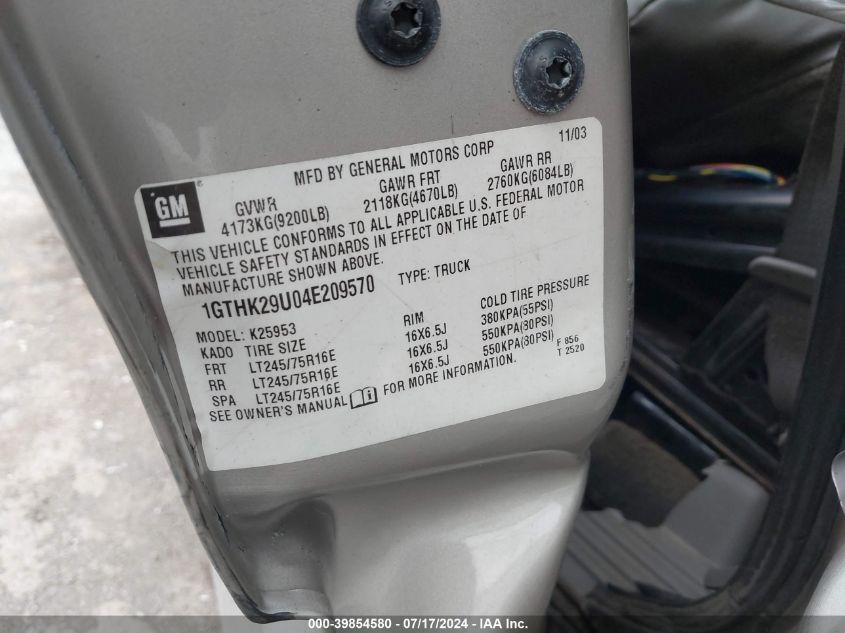 MFD BY GENERAL MOTORS CORP 11/03
GM
GVWR GAWR FRT GAWR RR
4173KG(9200LB) 2118KG(4670LB) 2760KG(6084LB)
THIS VEHICLE CONFORMS TO ALL APPLICABLE U.S. FEDERAL MOTOR
VEHICLE SAFETY STANDARDS IN EFFECT ON THE DATE OF
MANUFACTURE SHOWN ABOVE.
1GTHK29U04E209570 TYPE: TRUCK
MODEL: K25953
KADO TIRE SIZE RIM COLD TIRE PRESSURE
FRT LT245/75R16E 16X6.5J 380KPA(55PSI)
RR LT245/75R16E 16X6.5J 550KPA(80PSI)
SPA LT245/75R16E 16X6.5J 550KPA(80PSI)
SEE OWNER'S MANUAL FOR MORE INFORMATION.
F 856
T 2520
000-39854580 - 07/17/2024 - IAA Inc.